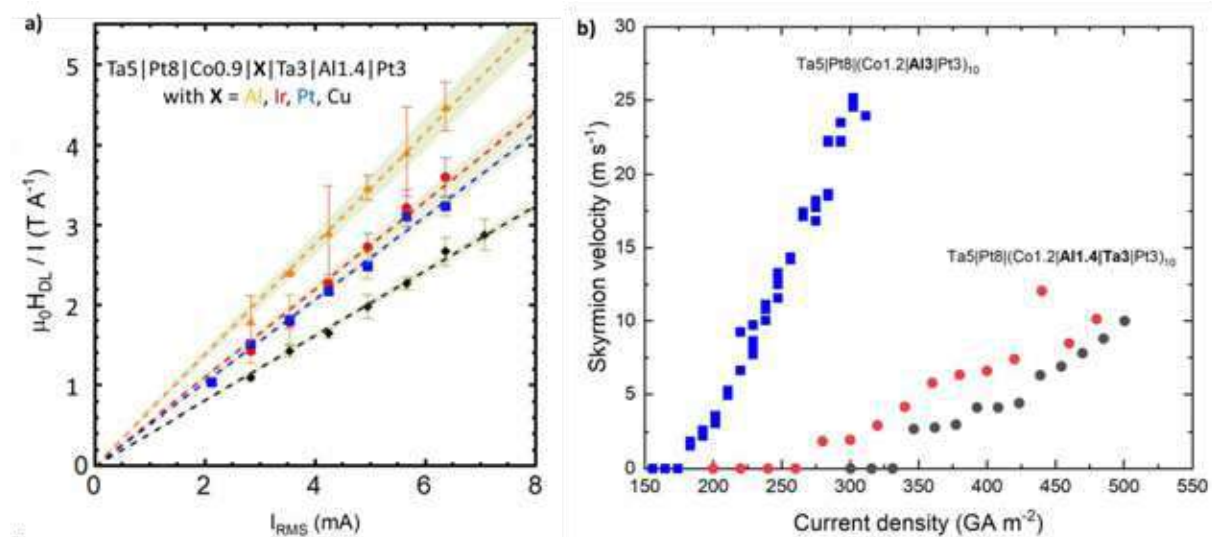 a)
Ta5|Pt8|Co0.9|X|Ta3|Al1.4|Pt3
with X = Al, Ir, Pt, Cu
μ₀H_DL / I (T A⁻¹)
5
4
3
2
1
0
0 2 4 6 8
I_RMS (mA)
b)
Ta5|Pt8|(Co1.2|Al3|Pt3)₁₀
Ta5|Pt8|(Co1.2|Al1.4|Ta3|Pt3)₁₀
Skyrmion velocity (m s⁻¹)
30
25
20
15
10
5
0
150 200 250 300 350 400 450 500 550
Current density (GA m⁻²)